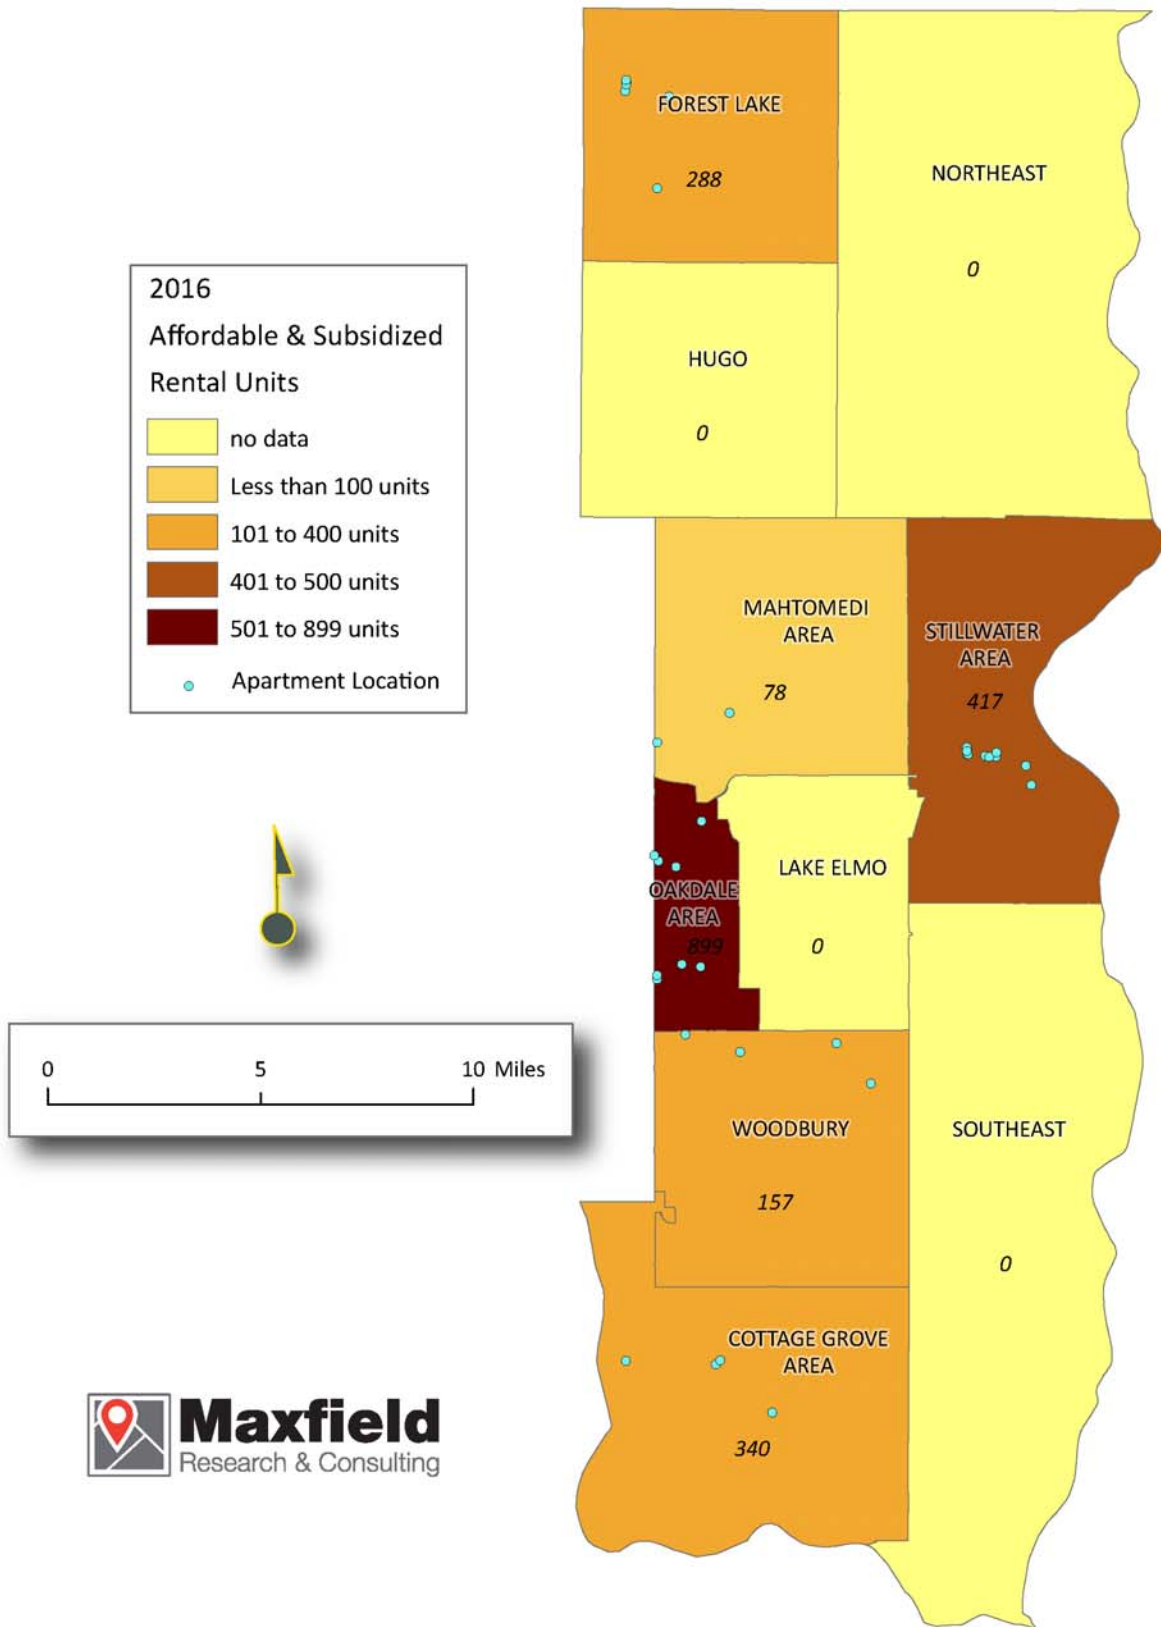 FOREST LAKE
288
NORTHEAST
0
HUGO
0
2016
Affordable & Subsidized
Rental Units
no data
Less than 100 units
101 to 400 units
401 to 500 units
501 to 899 units
Apartment Location
MAHTOMEDI
AREA
78
STILLWATER
AREA
417
OAKDALE
AREA
899
LAKE ELMO
0
0 5 10 Miles
WOODBURY
157
SOUTHEAST
0
COTTAGE GROVE
AREA
340
Maxfield
Research & Consulting